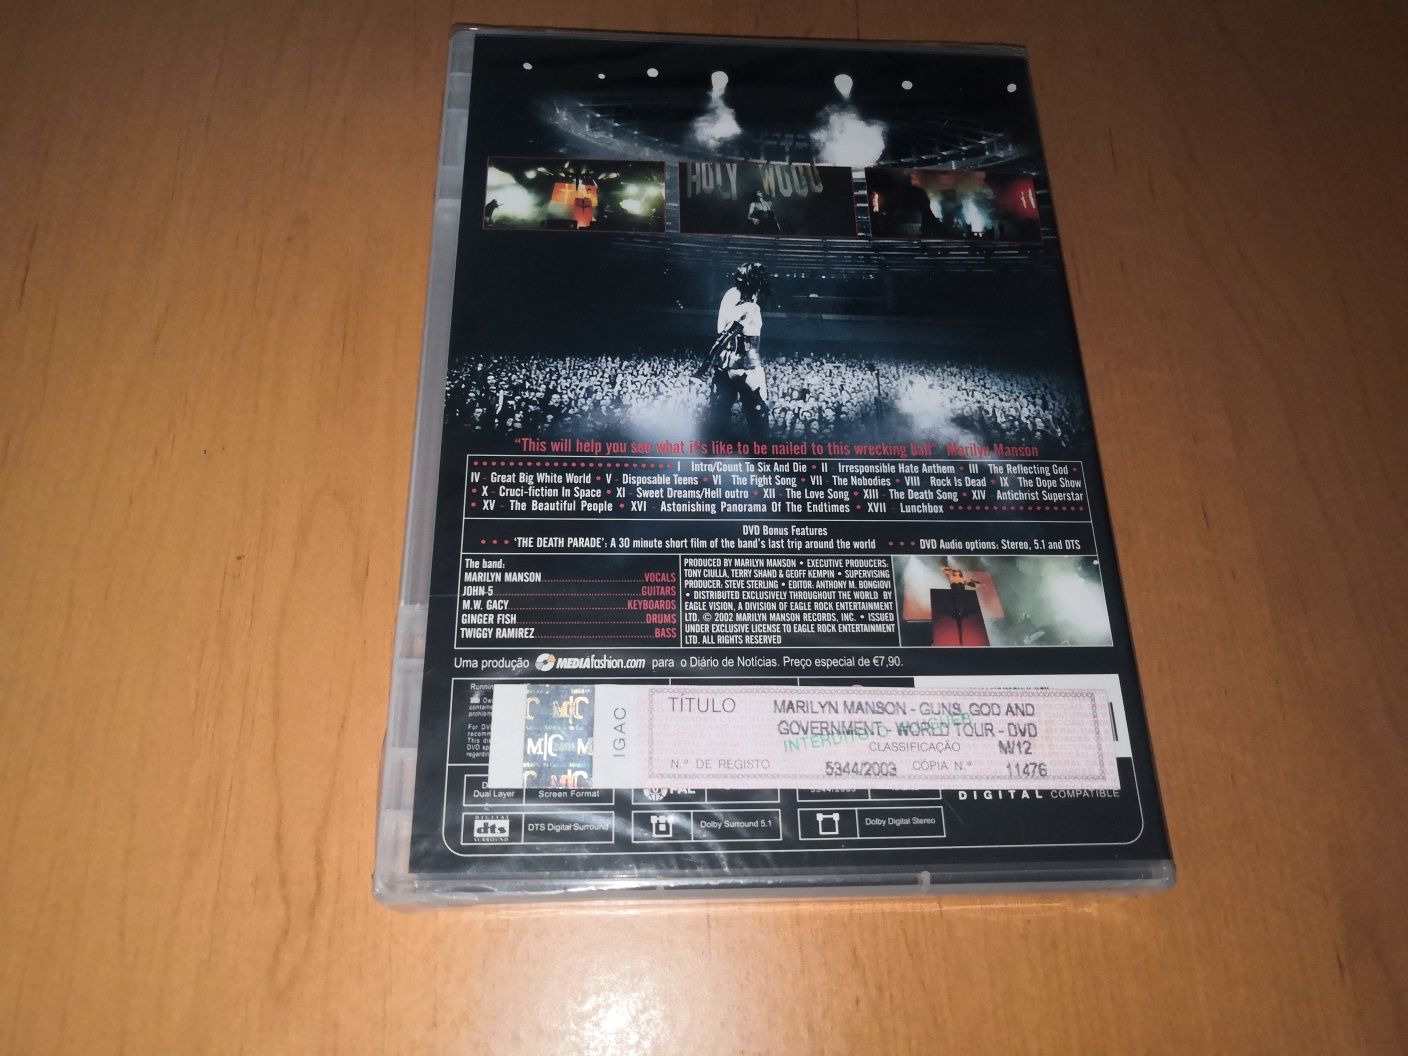 HOLY WOOD
"This will help you see what it's like to be nailed to this wrecking ball" Marilyn Manson
• • • • • • • • • • • • • • • • • • • • • I - Intro/Count To Six And Die • II - Irresponsible Hate Anthem • III - The Reflecting God •
IV - Great Big White World • V - Disposable Teens • VI - The Fight Song • VII - The Nobodies • VIII - Rock Is Dead • IX - The Dope Show
• X - Cruci-fiction In Space • XI - Sweet Dreams/Hell outro • XII - The Love Song • XIII - The Death Song • XIV - Antichrist Superstar
• XV - The Beautiful People • XVI - Astonishing Panorama Of The Endtimes • XVII - Lunchbox • • • • • • • • • • • • • •
DVD Bonus Features
• • • 'THE DEATH PARADE': A 30 minute short film of the band's last trip around the world • • • DVD Audio options: Stereo, 5.1 and DTS
The band:
MARILYN MANSON..........VOCALS
JOHN 5..........GUITARS
M.W. GACY..........KEYBOARDS
GINGER FISH..........DRUMS
TWIGGY RAMIREZ..........BASS
PRODUCED BY MARILYN MANSON • EXECUTIVE PRODUCERS:
TONY CIULLA, TERRY SHAND & GEOFF KEMPIN • SUPERVISING
PRODUCER: STEVE STERLING • EDITOR: ANTHONY M. BONGIOVI
• DISTRIBUTED EXCLUSIVELY THROUGHOUT THE WORLD BY
EAGLE VISION, A DIVISION OF EAGLE ROCK ENTERTAINMENT
LTD. © 2002 MARILYN MANSON RECORDS, INC. • ISSUED
UNDER EXCLUSIVE LICENSE TO EAGLE ROCK ENTERTAINMENT
LTD. ALL RIGHTS RESERVED
Uma produção MEDIAfashion.com para o Diário de Notícias. Preço especial de €7,90.
IGAC
TÍTULO MARILYN MANSON - GUNS, GOD AND
GOVERNMENT - WORLD TOUR - DVD
CLASSIFICAÇÃO M/12
N.º DE REGISTO 5344/2003 CÓPIA N.º 11476
Dual Layer
Screen Format
PAL
5344/2003
DIGITAL COMPATIBLE
DIGITAL dts SURROUND
DTS Digital Surround
Dolby Surround 5.1
Dolby Digital Stereo